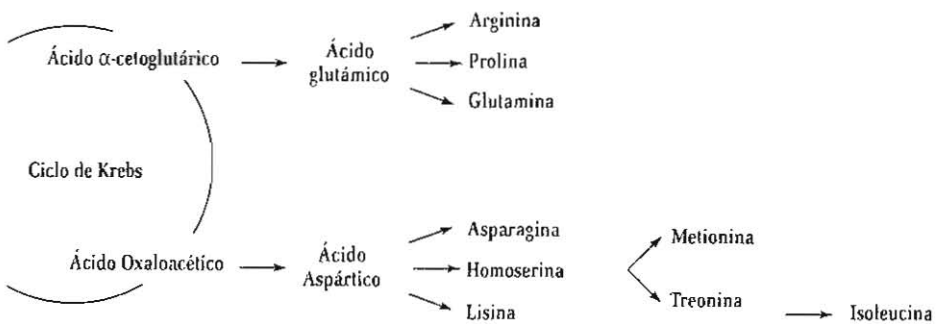 Arginina
Ácido α-cetoglutárico
Ácido
glutámico
Prolina
Glutamina
Ciclo de Krebs
Asparagina
Metionina
Ácido Oxaloacético
Ácido
Aspártico
Homoserina
Lisina
Treonina
Isoleucina